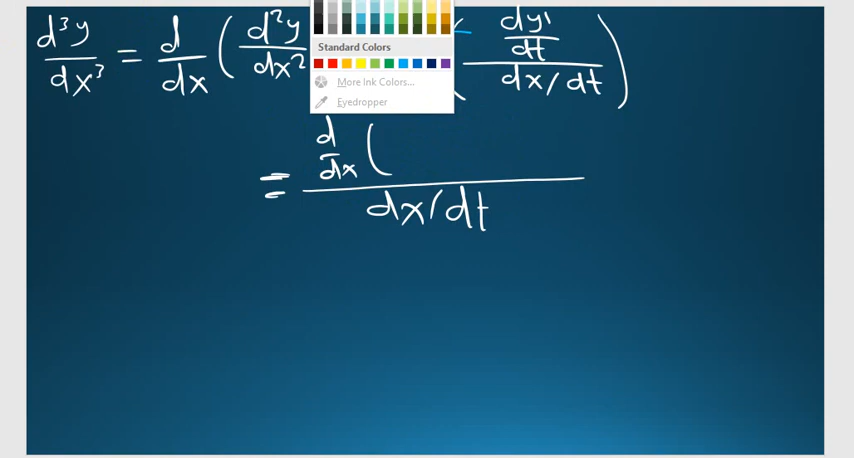 d³y/dx³ = d/dx ( d²y/dx² ( dy'/dt / dx/dt )
Standard Colors
More Ink Colors...
Eyedropper
= d/dx ( / dx/dt